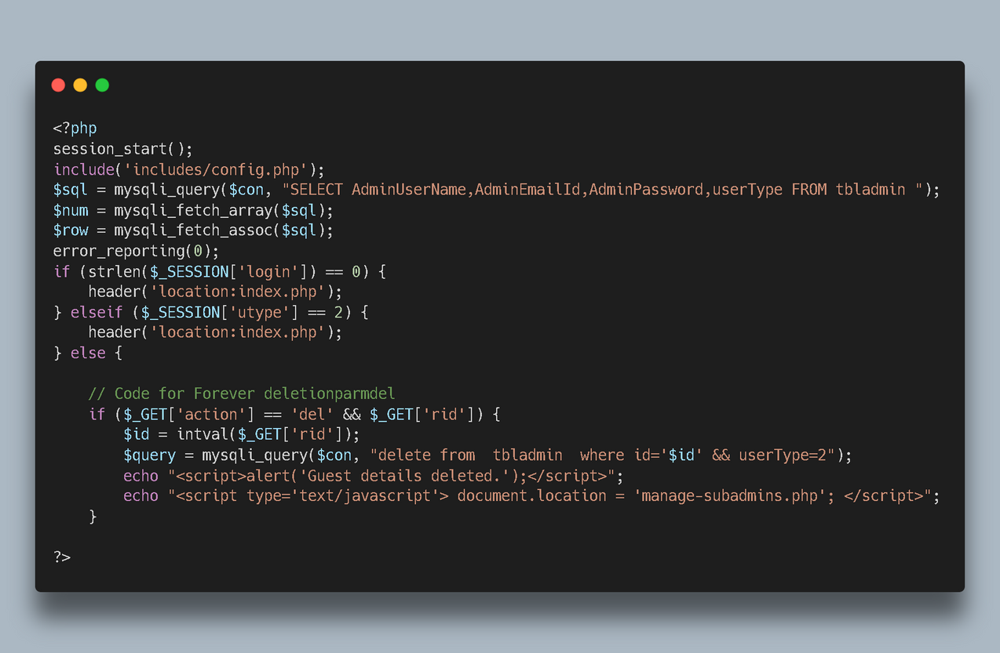 <?php
session_start();
include('includes/config.php');
$sql = mysqli_query($con, "SELECT AdminUserName,AdminEmailId,AdminPassword,userType FROM tbladmin ");
$num = mysqli_fetch_array($sql);
$row = mysqli_fetch_assoc($sql);
error_reporting(0);
if (strlen($_SESSION['login']) == 0) {
    header('location:index.php');
} elseif ($_SESSION['utype'] == 2) {
    header('location:index.php');
} else {

    // Code for Forever deletionparmdel
    if ($_GET['action'] == 'del' && $_GET['rid']) {
        $id = intval($_GET['rid']);
        $query = mysqli_query($con, "delete from  tbladmin  where id='$id' && userType=2");
        echo "<script>alert('Guest details deleted.');</script>";
        echo "<script type='text/javascript'> document.location = 'manage-subadmins.php'; </script>";
    }

?>